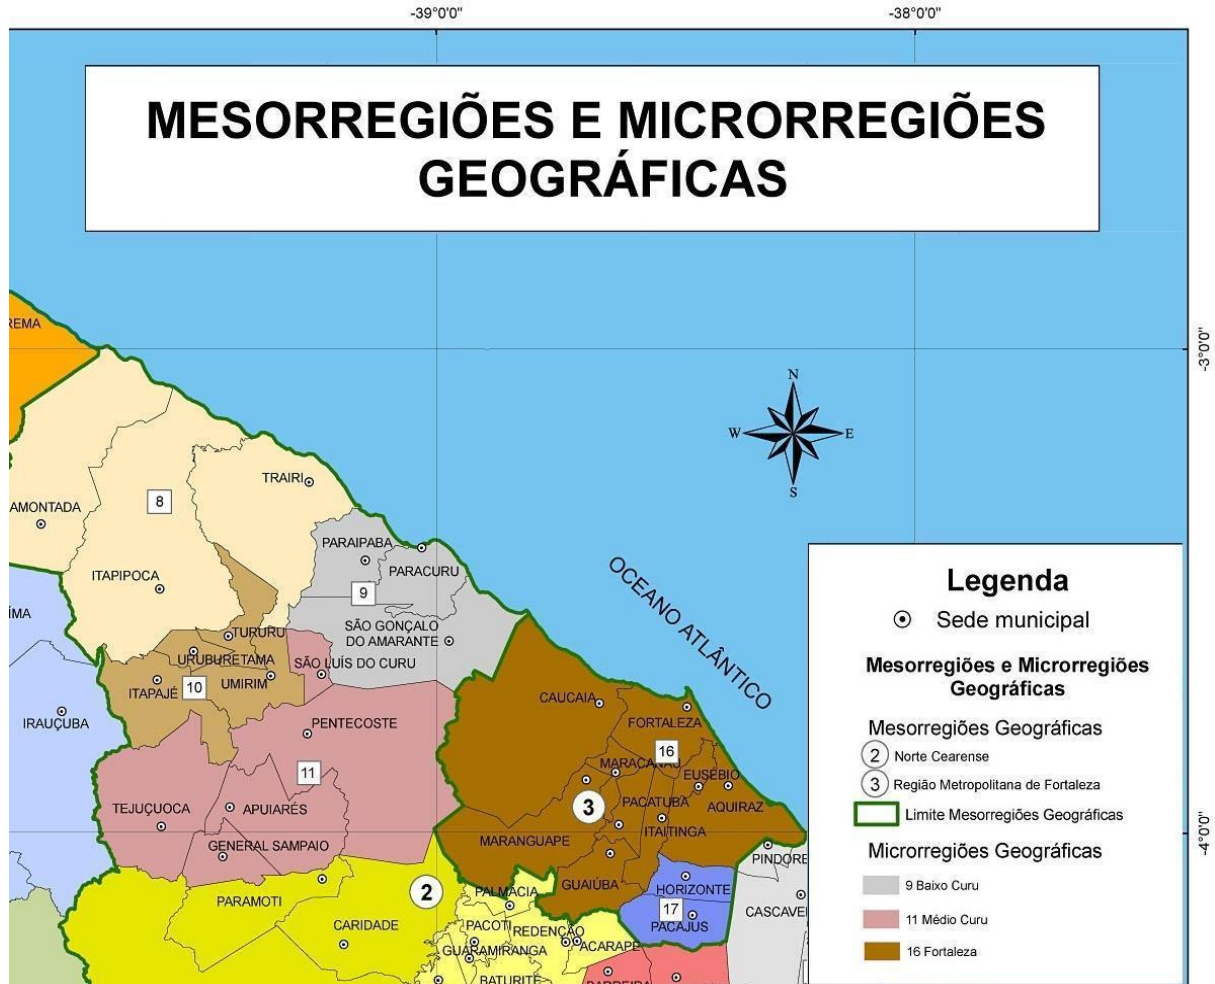 -39°0'0"
-38°0'0"
MESORREGIÕES E MICRORREGIÕES
GEOGRÁFICAS
REMA
-3°0'0"
N
W
E
S
TRAIRI
8
AMONTADA
PARAIPABA
PARACURU
ITAPIPOCA
9
OCEANO ATLÂNTICO
ÍMA
SÃO GONÇALO
DO AMARANTE
TURURU
URUBURETAMA
SÃO LUÍS DO CURU
ITAPAJÉ
10
UMIRIM
CAUCAIA
IRAUÇUBA
PENTECOSTE
FORTALEZA
16
11
MARACANAÚ
EUSÉBIO
3
PACATUBA
AQUIRAZ
TEJUÇUOCA
APUIARÉS
ITAITINGA
MARANGUAPE
GENERAL SAMPAIO
-4°0'0"
PINDORE
GUAIÚBA
HORIZONTE
2
PALMÁCIA
PARAMOTI
17
CASCAVEL
CARIDADE
PACOTI
REDENÇÃO
PACAJUS
GUARAMIRANGA
ACARAPE
BATURITÉ
BARREIRA
Legenda
Sede municipal
Mesorregiões e Microrregiões
Geográficas
Mesorregiões Geográficas
2 Norte Cearense
3 Região Metropolitana de Fortaleza
Limite Mesorregiões Geográficas
Microrregiões Geográficas
9 Baixo Curu
11 Médio Curu
16 Fortaleza